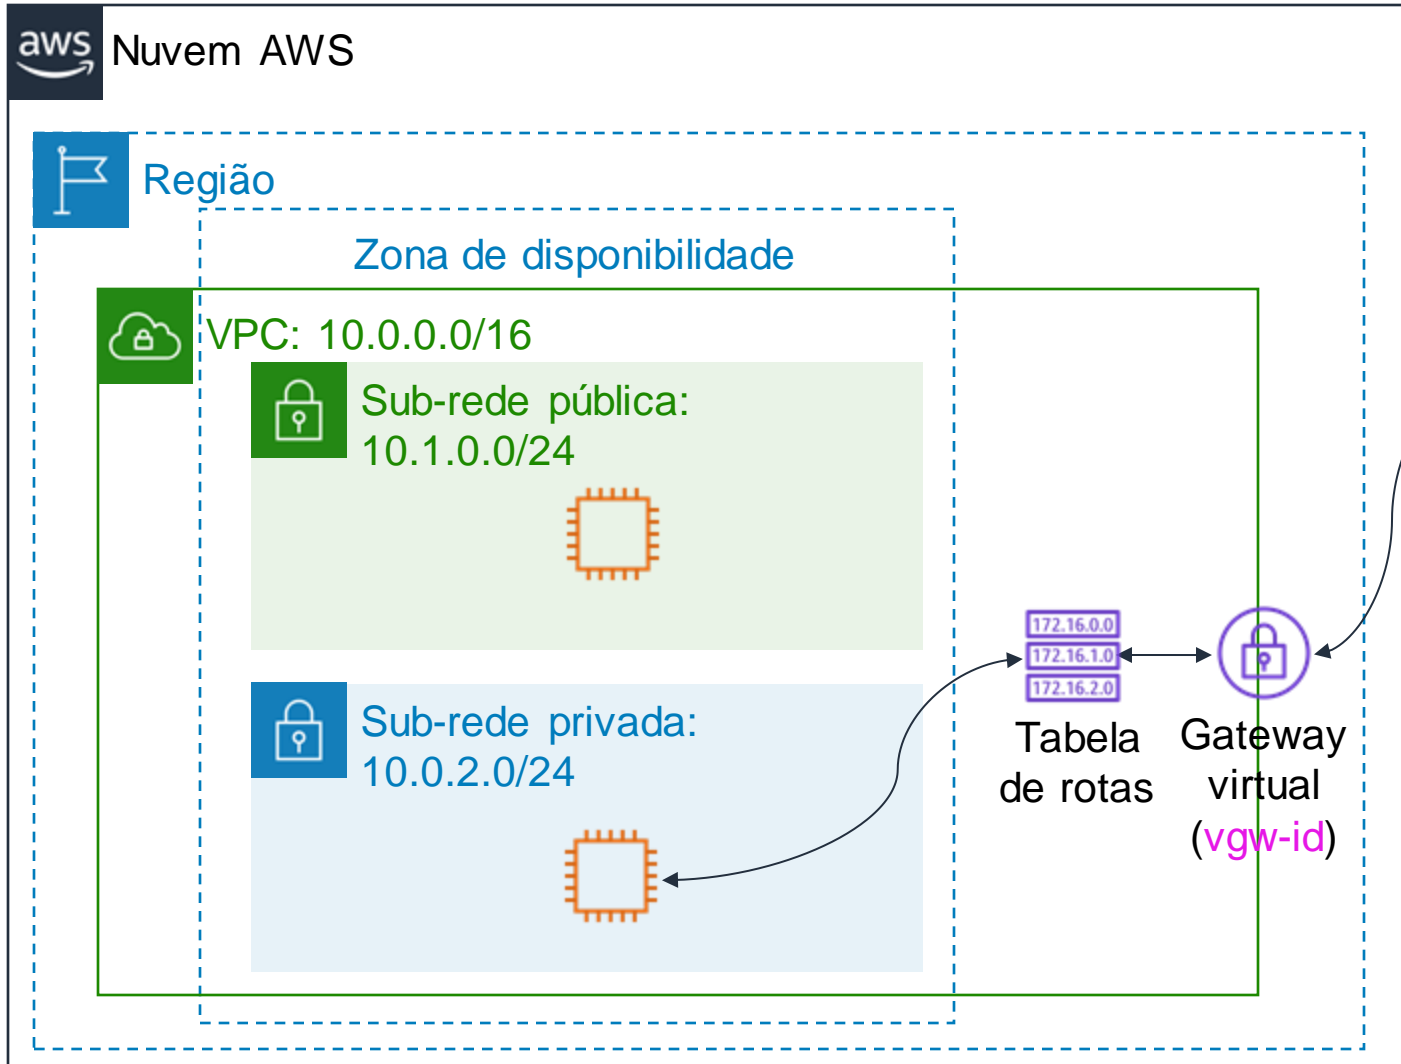 aws
Nuvem AWS
Região
Zona de disponibilidade
VPC: 10.0.0.0/16
Sub-rede pública:
10.1.0.0/24
172.16.0.0
172.16.1.0
172.16.2.0
Tabela
de rotas
Gateway
virtual
(vgw-id)
Sub-rede privada:
10.0.2.0/24